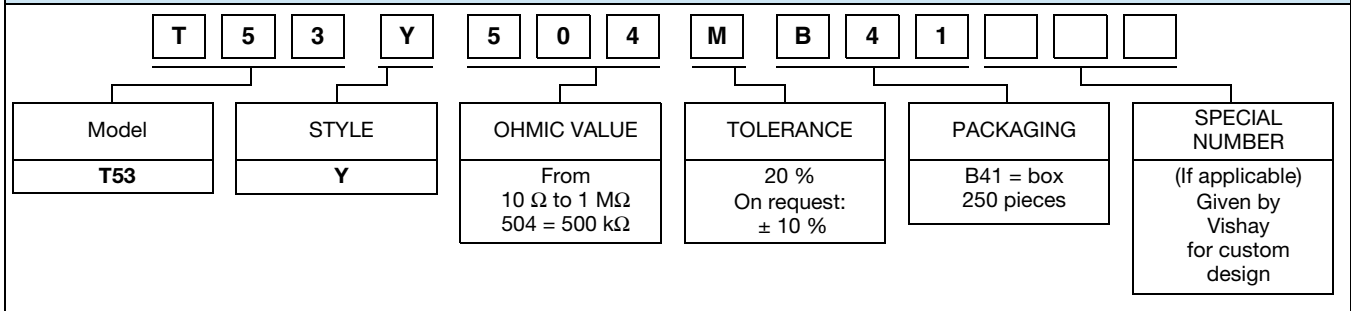 T 5 3 Y 5 0 4 M B 4 1
Model
T53
STYLE
Y
OHMIC VALUE
From
10 Ω to 1 MΩ
504 = 500 kΩ
TOLERANCE
20 %
On request:
± 10 %
PACKAGING
B41 = box
250 pieces
SPECIAL
NUMBER
(If applicable)
Given by
Vishay
for custom
design